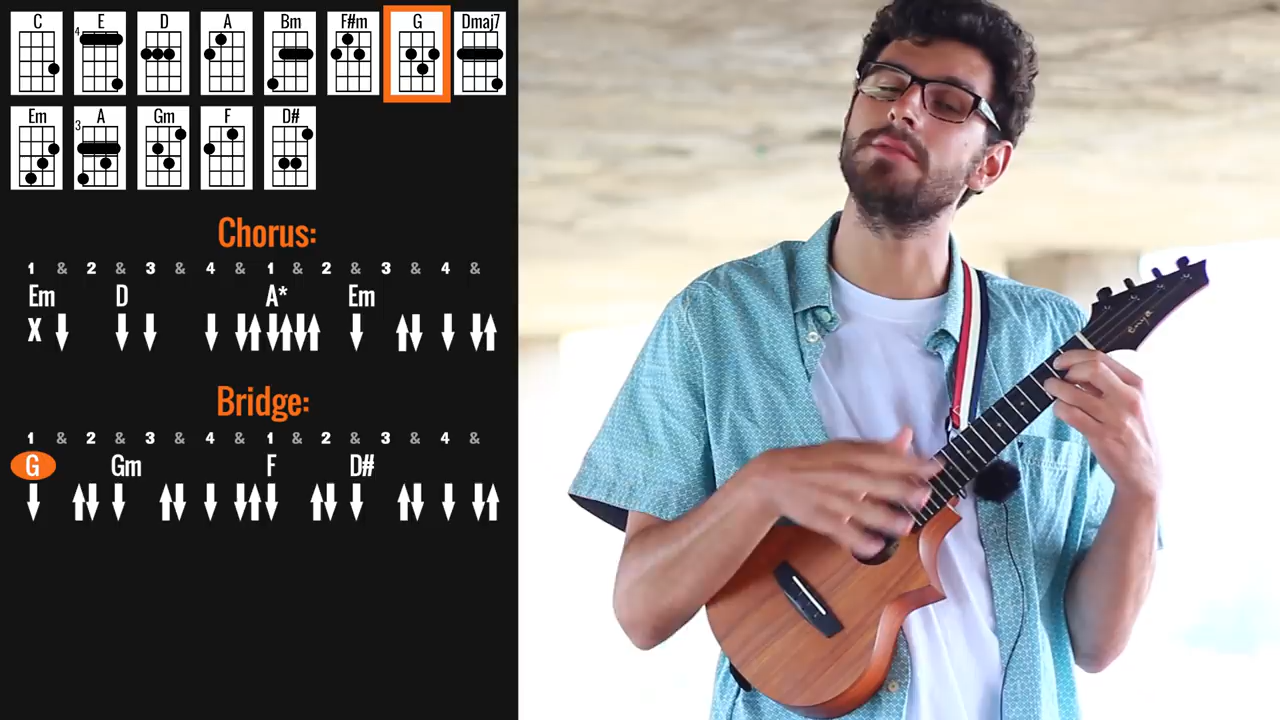 C E D A Bm F#m G Dmaj7
4
Em A Gm F D#
3
Chorus:
1 & 2 & 3 & 4 & 1 & 2 & 3 & 4 &
Em D A* Em
X
Bridge:
1 & 2 & 3 & 4 & 1 & 2 & 3 & 4 &
G Gm F D#
enya